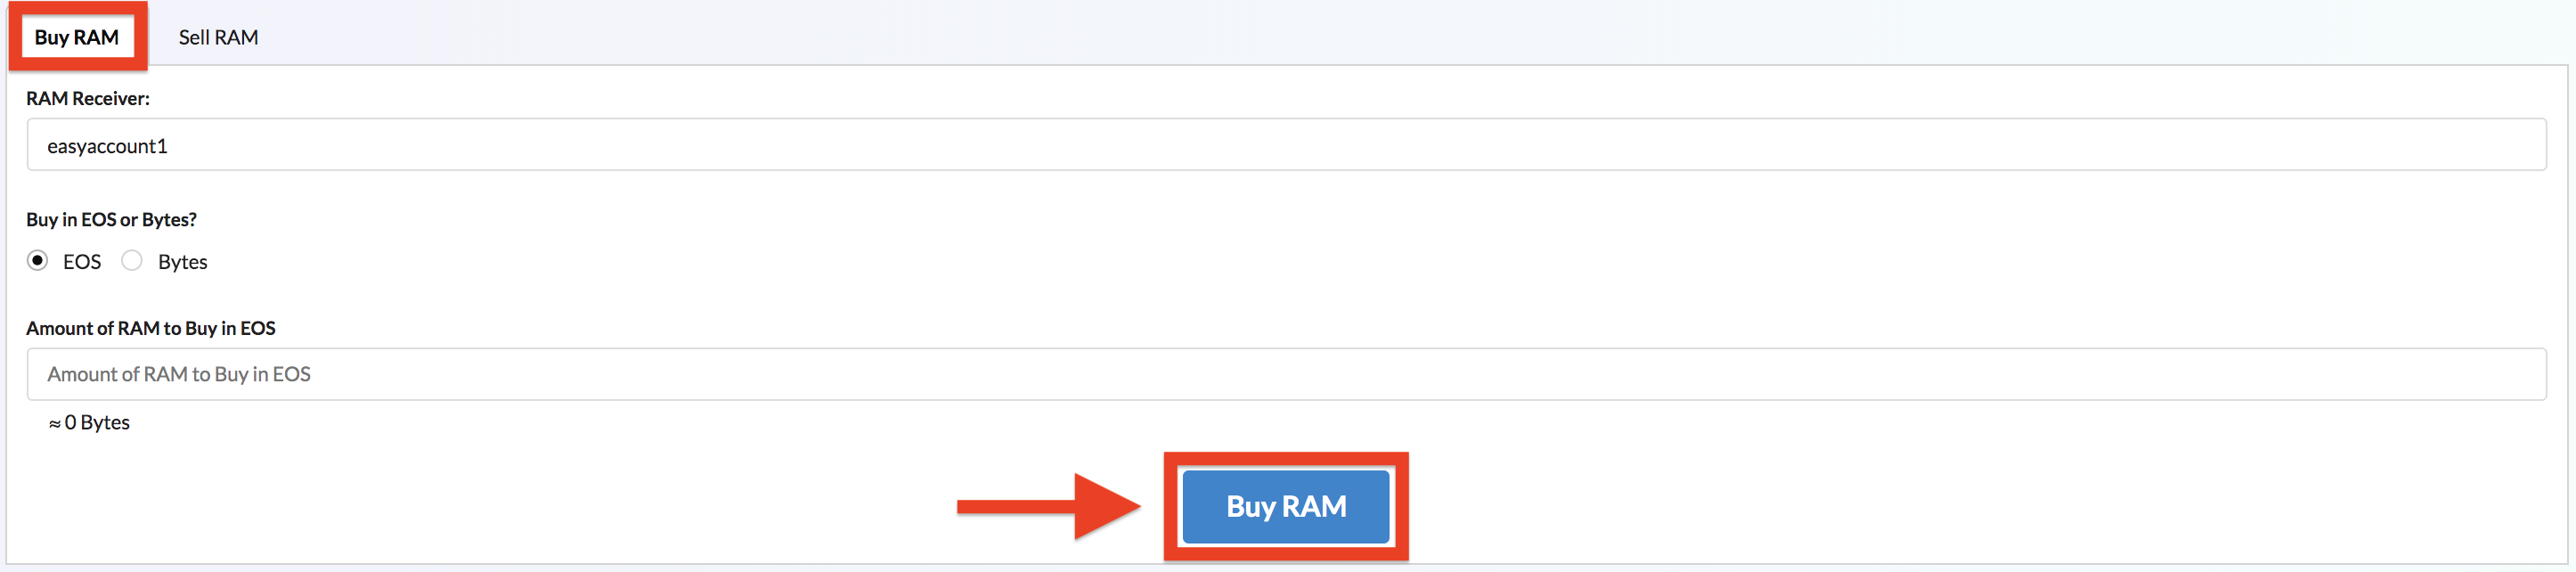 Buy RAM Sell RAM
RAM Receiver:
easyaccount1
Buy in EOS or Bytes?
EOS Bytes
Amount of RAM to Buy in EOS
Amount of RAM to Buy in EOS
≈ 0 Bytes
Buy RAM